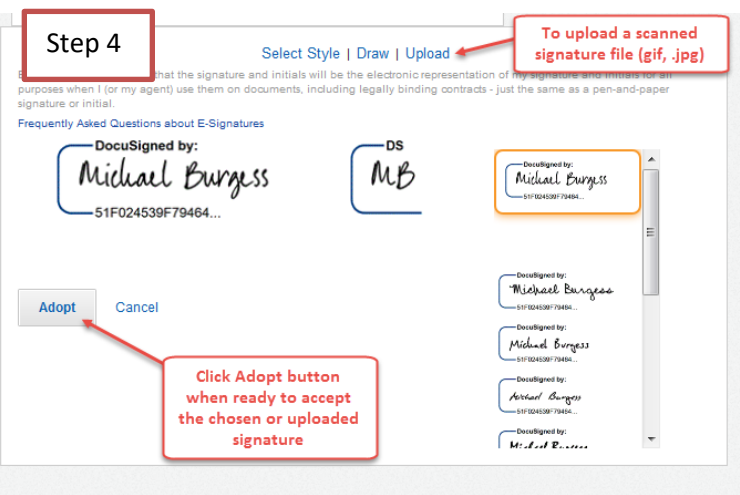 Step 4
To upload a scanned
signature file (gif, .jpg)
Select Style | Draw | Upload
that the signature and initials will be the electronic representation of my signature and initials for all
purposes when I (or my agent) use them on documents, including legally binding contracts - just the same as a pen-and-paper
signature or initial.
Frequently Asked Questions about E-Signatures
DocuSigned by:
Michael Burgess
51F024539F79464...
DS
MB
DocuSigned by:
Michael Burgess
51F024539F79464...
DocuSigned by:
Michael Burgess
51F024539F79464...
DocuSigned by:
Michael Burgess
51F024539F79464...
DocuSigned by:
Michael Burgess
51F024539F79464...
DocuSigned by:
Michael Burgess
Adopt
Cancel
Click Adopt button
when ready to accept
the chosen or uploaded
signature